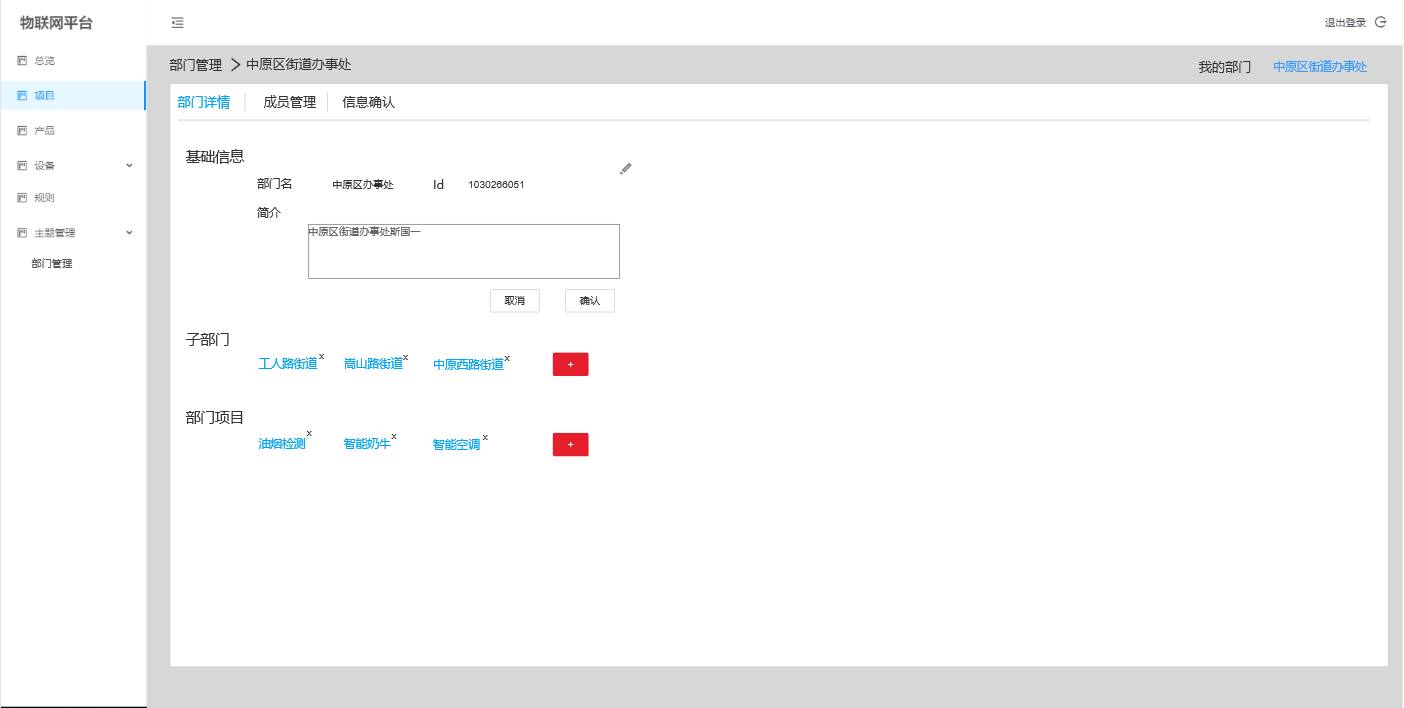 物联网平台
退出登录
总览
项目
产品
设备
规则
主题管理
部门管理
部门管理 > 中原区街道办事处
我的部门 中原区街道办事处
部门详情 成员管理 信息确认
基础信息
部门名 中原区办事处 Id 1030266051
简介
中原区街道办事处斯国一
取消 确认
子部门
工人路街道x 嵩山路街道x 中原西路街道x +
部门项目
油烟检测x 智能奶牛x 智能空调x +